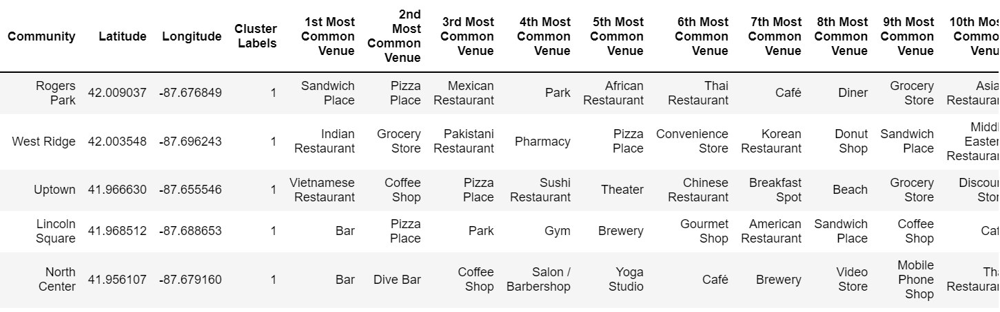 Community Latitude Longitude Cluster Labels 1st Most Common Venue 2nd Most Common Venue 3rd Most Common Venue 4th Most Common Venue 5th Most Common Venue 6th Most Common Venue 7th Most Common Venue 8th Most Common Venue 9th Most Common Venue 10th Mos Commo Venu
Rogers Park 42.009037 -87.676849 1 Sandwich Place Pizza Place Mexican Restaurant Park African Restaurant Thai Restaurant Café Diner Grocery Store Asia Restauran
West Ridge 42.003548 -87.696243 1 Indian Restaurant Grocery Store Pakistani Restaurant Pharmacy Pizza Place Convenience Store Korean Restaurant Donut Shop Sandwich Place Middl Easter Restauran
Uptown 41.966630 -87.655546 1 Vietnamese Restaurant Coffee Shop Pizza Place Sushi Restaurant Theater Chinese Restaurant Breakfast Spot Beach Grocery Store Discoun Stor
Lincoln Square 41.968512 -87.688653 1 Bar Pizza Place Park Gym Brewery Gourmet Shop American Restaurant Sandwich Place Coffee Shop Caf
North Center 41.956107 -87.679160 1 Bar Dive Bar Coffee Shop Salon / Barbershop Yoga Studio Café Brewery Video Store Mobile Phone Shop Tha Restauran